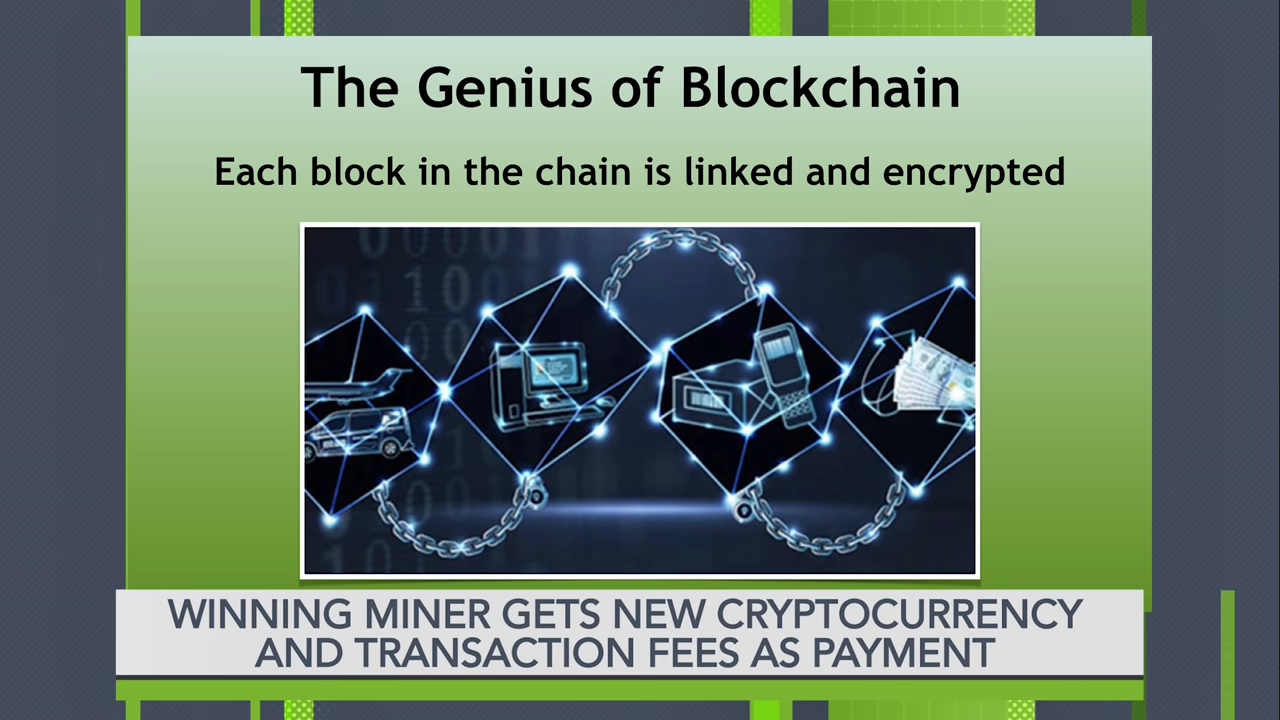 The Genius of Blockchain
Each block in the chain is linked and encrypted
WINNING MINER GETS NEW CRYPTOCURRENCY
AND TRANSACTION FEES AS PAYMENT